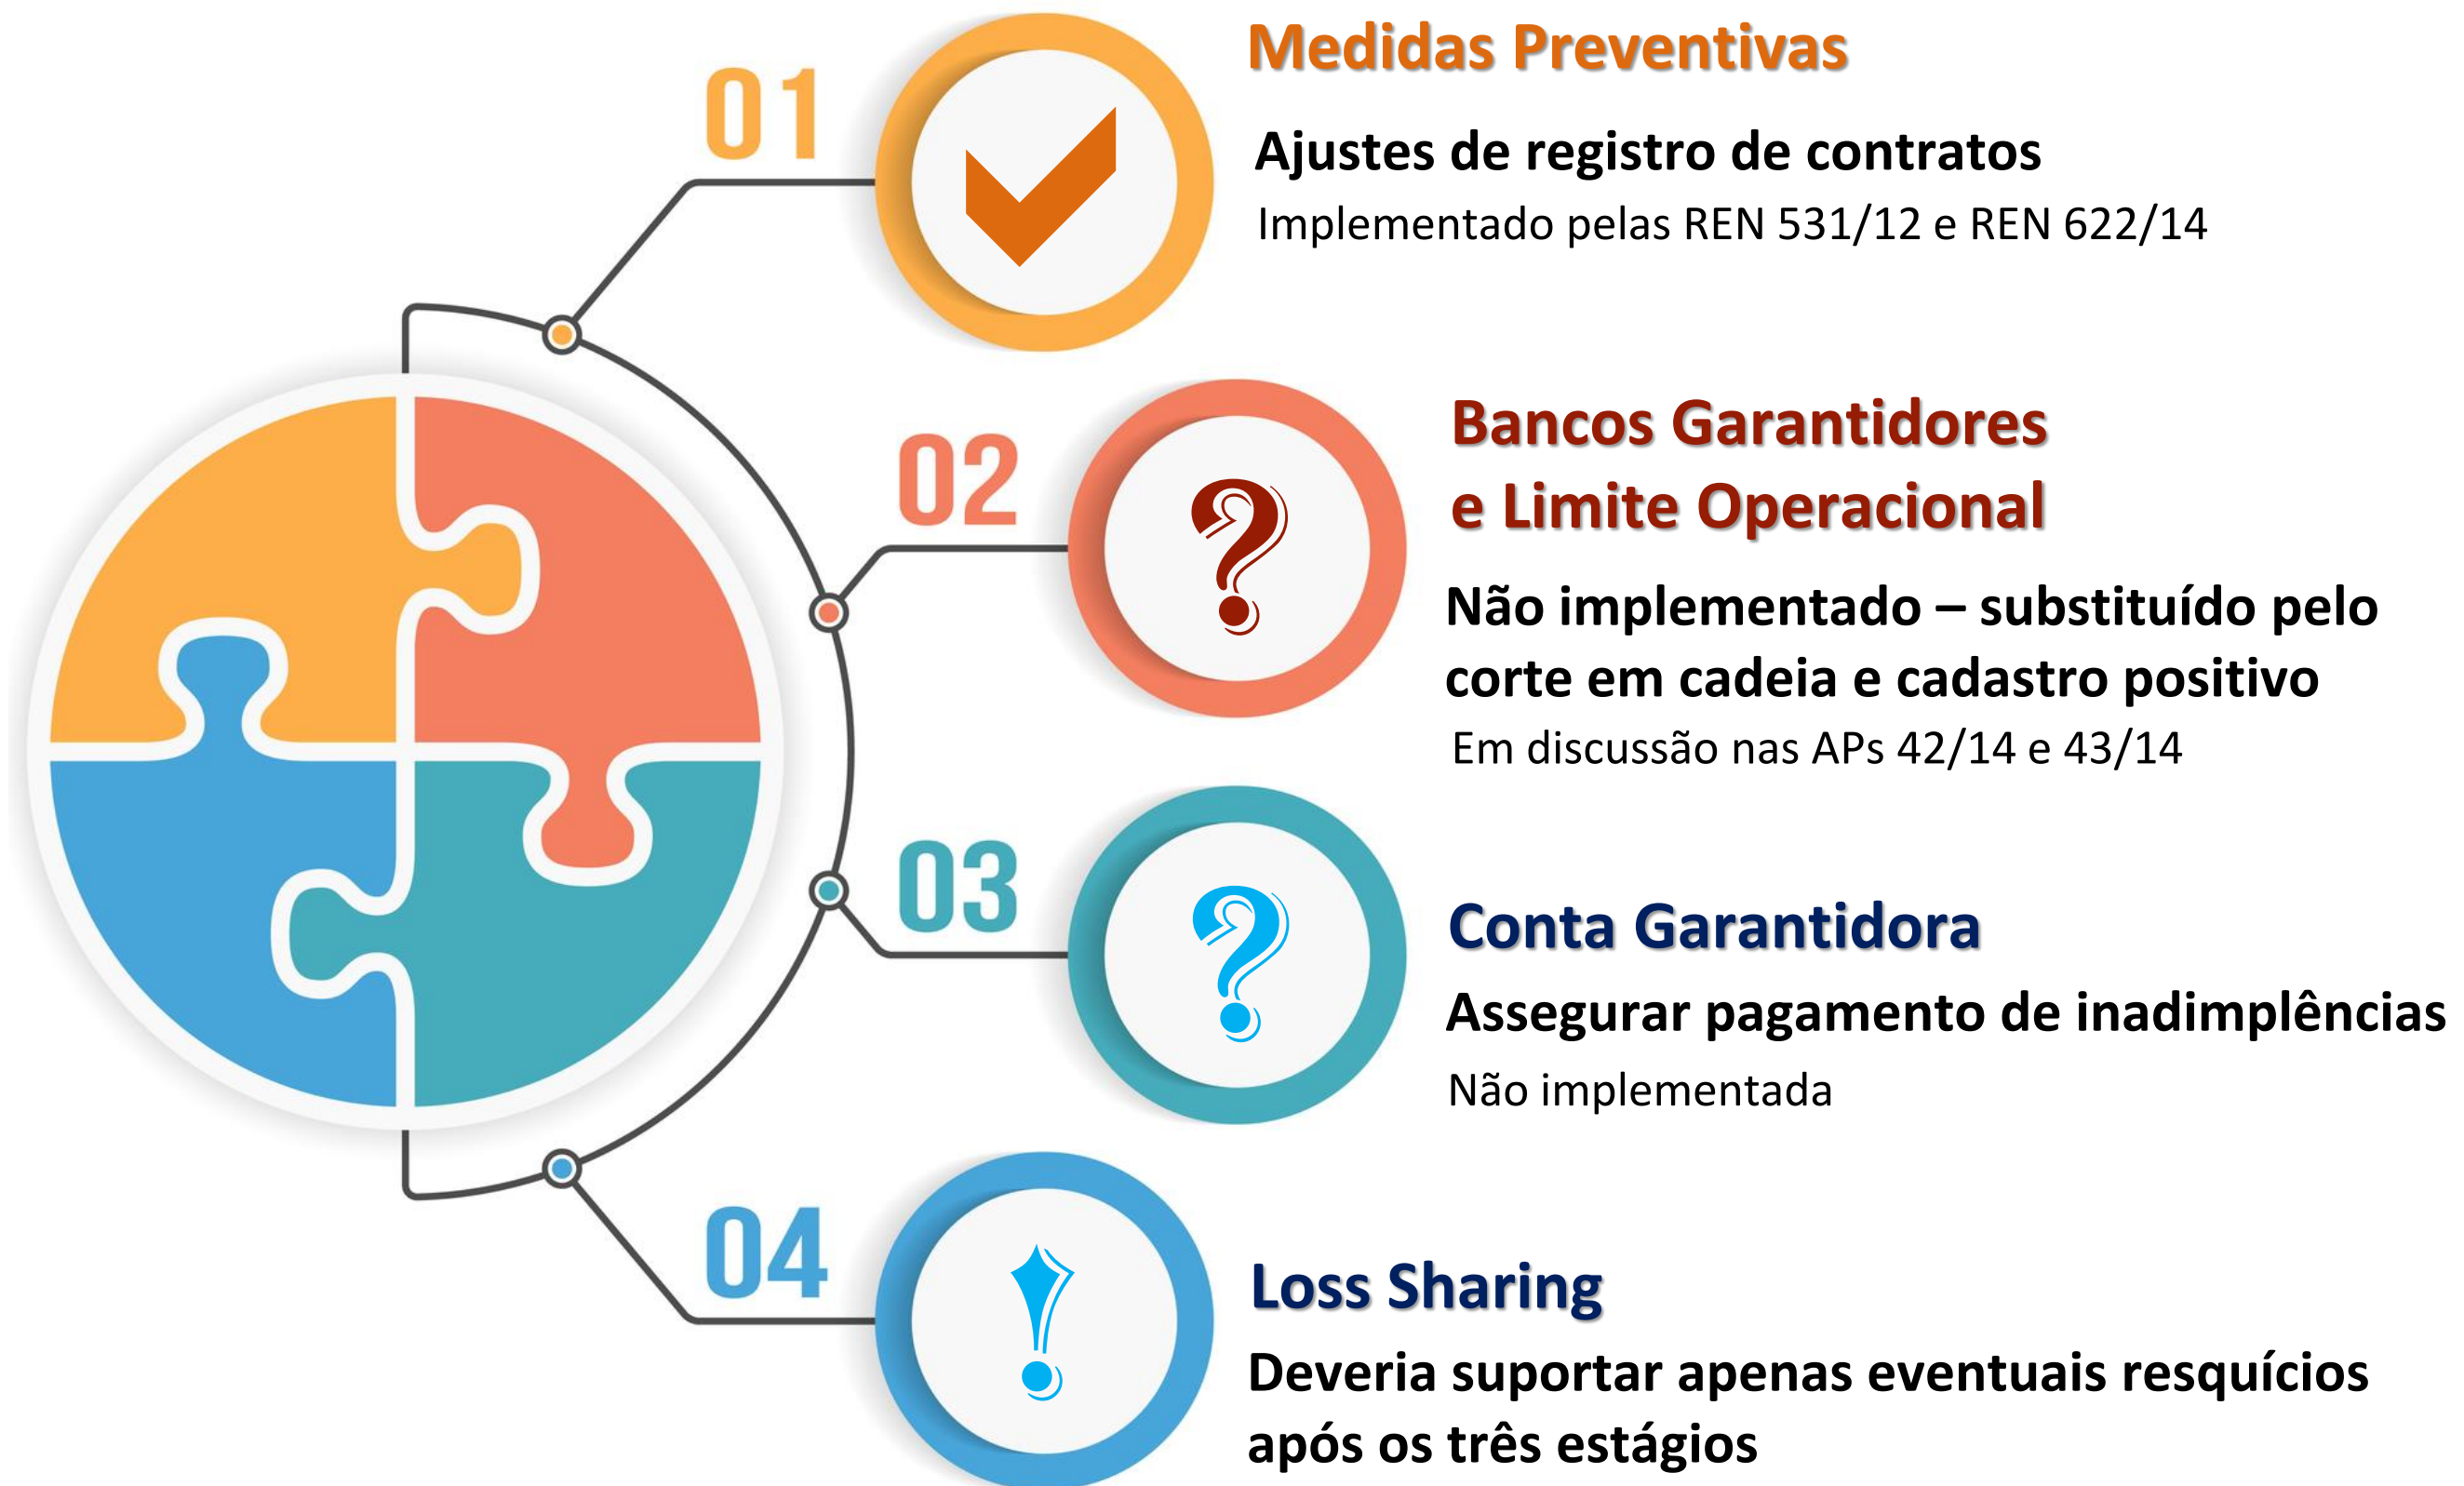 01
Medidas Preventivas
Ajustes de registro de contratos
Implementado pelas REN 531/12 e REN 622/14
02
Bancos Garantidores
e Limite Operacional
Não implementado – substituído pelo
corte em cadeia e cadastro positivo
Em discussão nas APs 42/14 e 43/14
03
Conta Garantidora
Assegurar pagamento de inadimplências
Não implementada
04
Loss Sharing
Deveria suportar apenas eventuais resquícios
após os três estágios